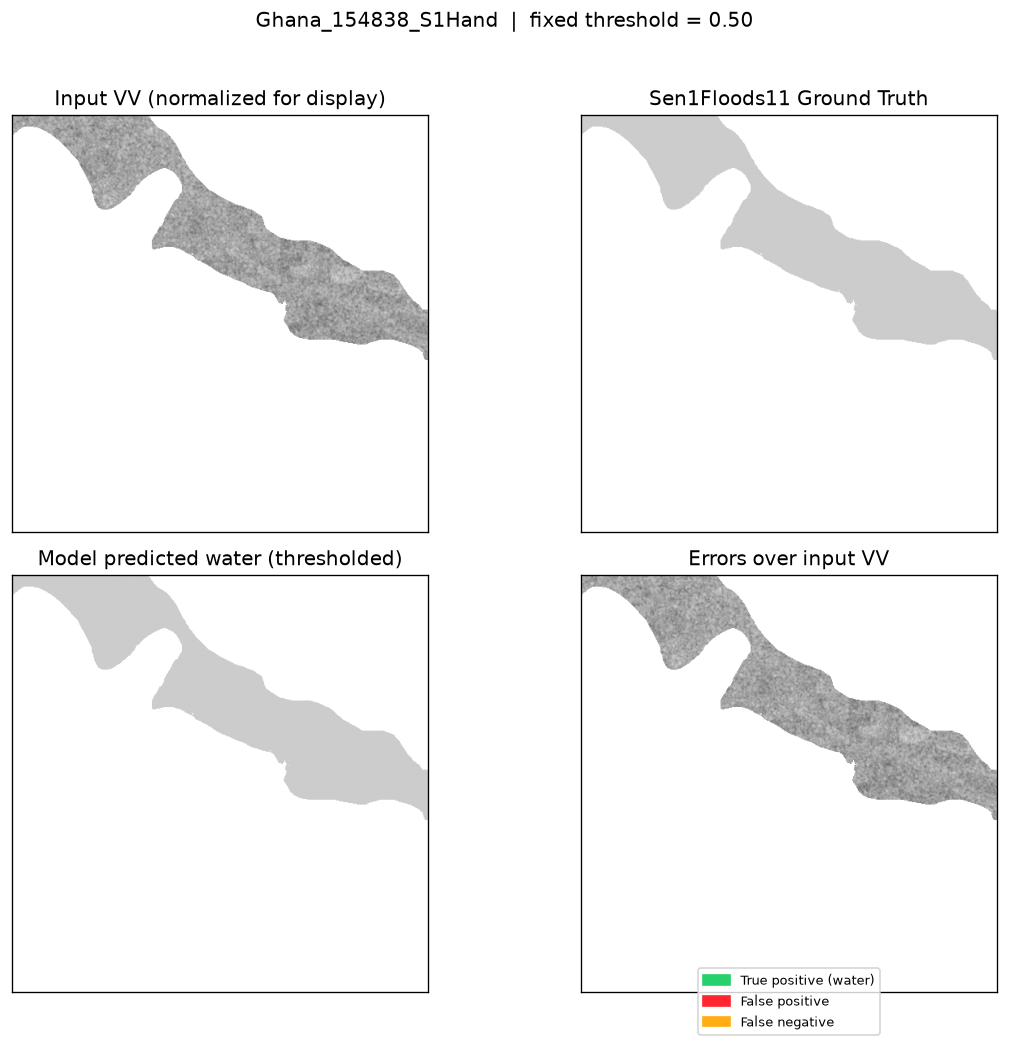 Ghana_154838_S1Hand  |  fixed threshold = 0.50
Input VV (normalized for display)
Sen1Floods11 Ground Truth
Model predicted water (thresholded)
Errors over input VV
True positive (water)
False positive
False negative